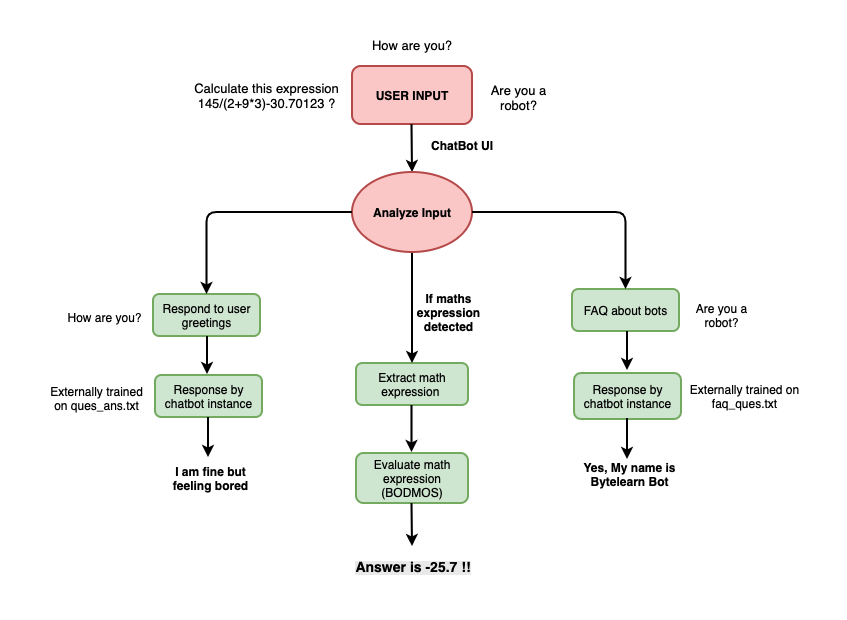 How are you?
Calculate this expression
145/(2+9*3)-30.70123 ?
USER INPUT
Are you a
robot?
ChatBot UI
Analyze Input
If maths
expression
detected
How are you?
Respond to user
greetings
FAQ about bots
Are you a
robot?
Externally trained
on ques_ans.txt
Response by
chatbot instance
Extract math
expression
Response by
chatbot instance
Externally trained on
faq_ques.txt
I am fine but
feeling bored
Evaluate math
expression
(BODMOS)
Yes, My name is
Bytelearn Bot
Answer is -25.7 !!